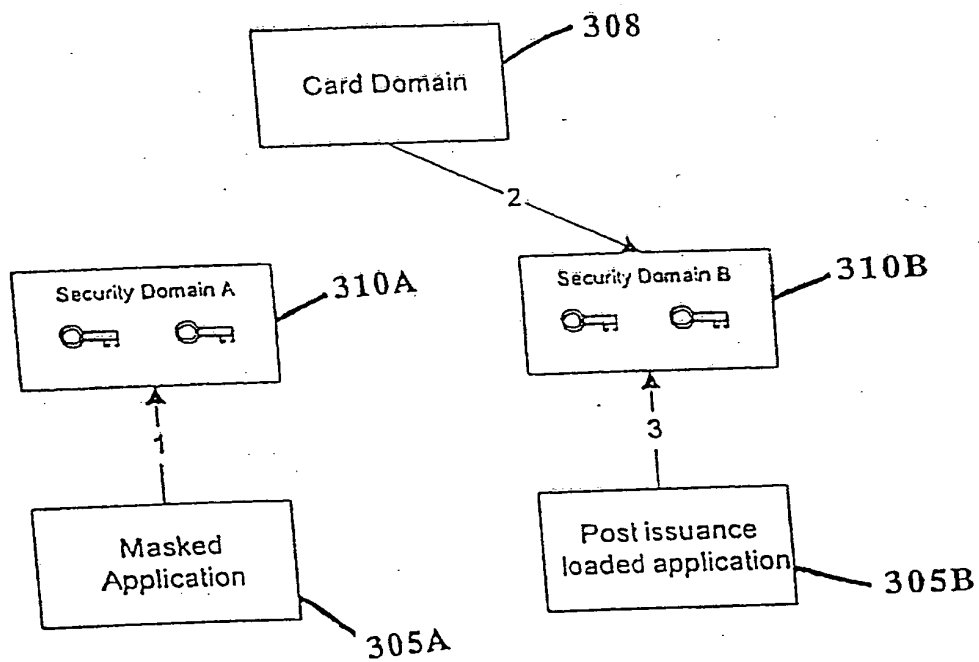 308
Card Domain
2
Security Domain A
310A
Security Domain B
310B
1
3
Masked
Application
305A
Post issuance
loaded application
305B